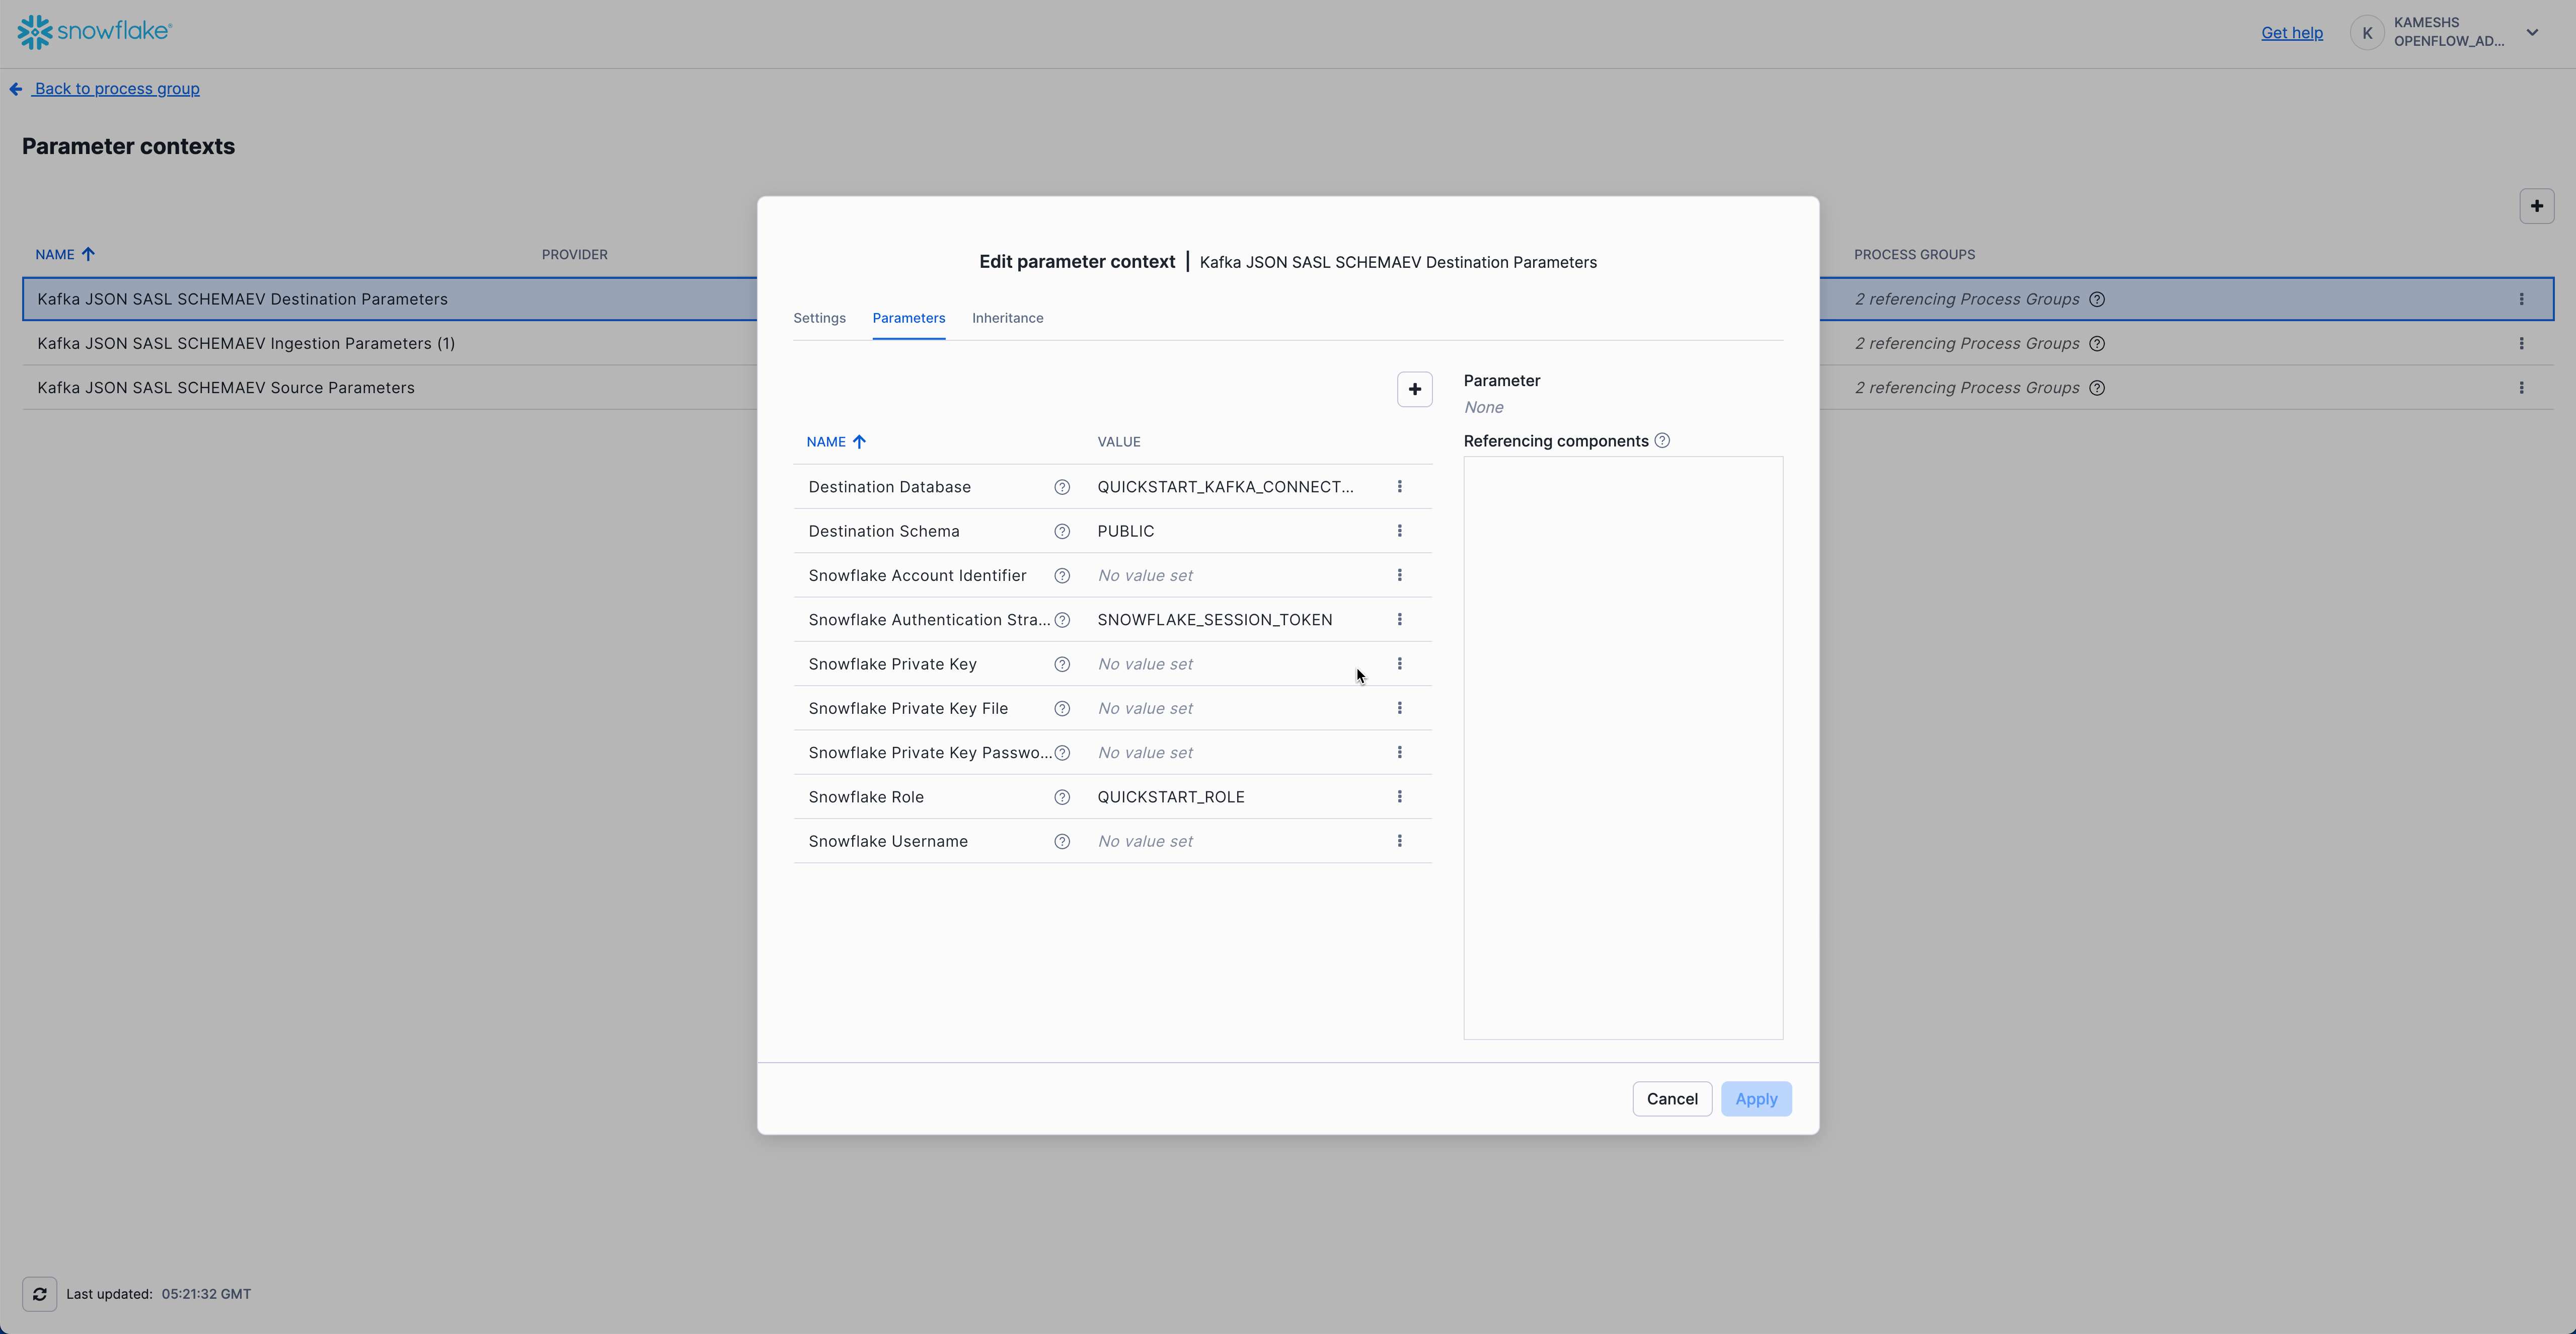 snowflake®
Get help
K
KAMESHS
OPENFLOW_AD...
Back to process group
Parameter contexts
NAME PROVIDER PROCESS GROUPS
Kafka JSON SASL SCHEMAEV Destination Parameters 2 referencing Process Groups
Kafka JSON SASL SCHEMAEV Ingestion Parameters (1) 2 referencing Process Groups
Kafka JSON SASL SCHEMAEV Source Parameters 2 referencing Process Groups
Edit parameter context | Kafka JSON SASL SCHEMAEV Destination Parameters
Settings Parameters Inheritance
NAME VALUE
Destination Database QUICKSTART_KAFKA_CONNECT...
Destination Schema PUBLIC
Snowflake Account Identifier No value set
Snowflake Authentication Stra... SNOWFLAKE_SESSION_TOKEN
Snowflake Private Key No value set
Snowflake Private Key File No value set
Snowflake Private Key Passwo... No value set
Snowflake Role QUICKSTART_ROLE
Snowflake Username No value set
Parameter
None
Referencing components
Cancel Apply
Last updated: 05:21:32 GMT